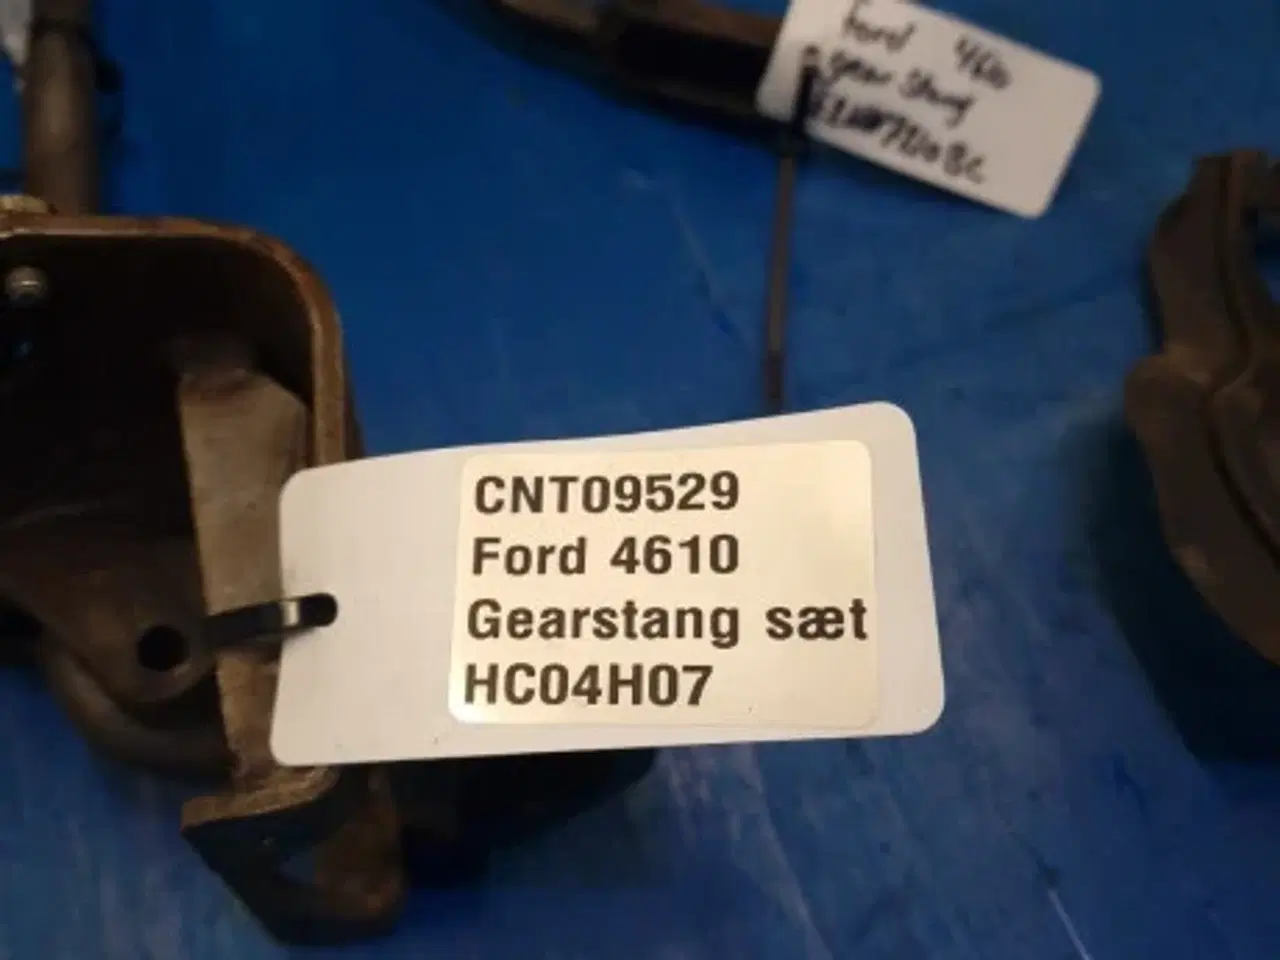 Ford 4610
gear stang
CNT09529
Ford 4610
Gearstang sæt
HC04H07